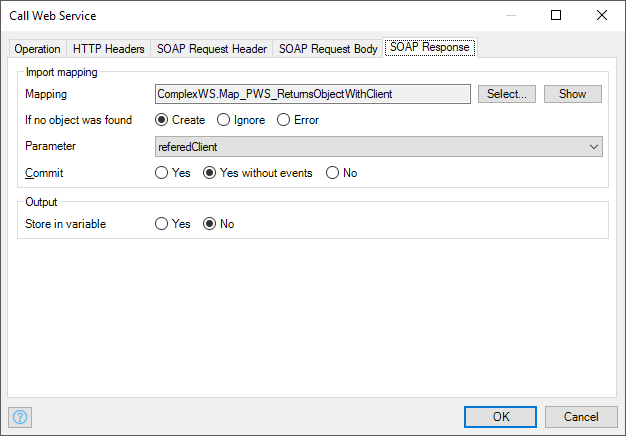 Call Web Service
Operation HTTP Headers SOAP Request Header SOAP Request Body SOAP Response
Import mapping
Mapping ComplexWS.Map_PWS_ReturnsObjectWithClient Select... Show
If no object was found Create Ignore Error
Parameter referedClient
Commit Yes Yes without events No
Output
Store in variable Yes No
? OK Cancel